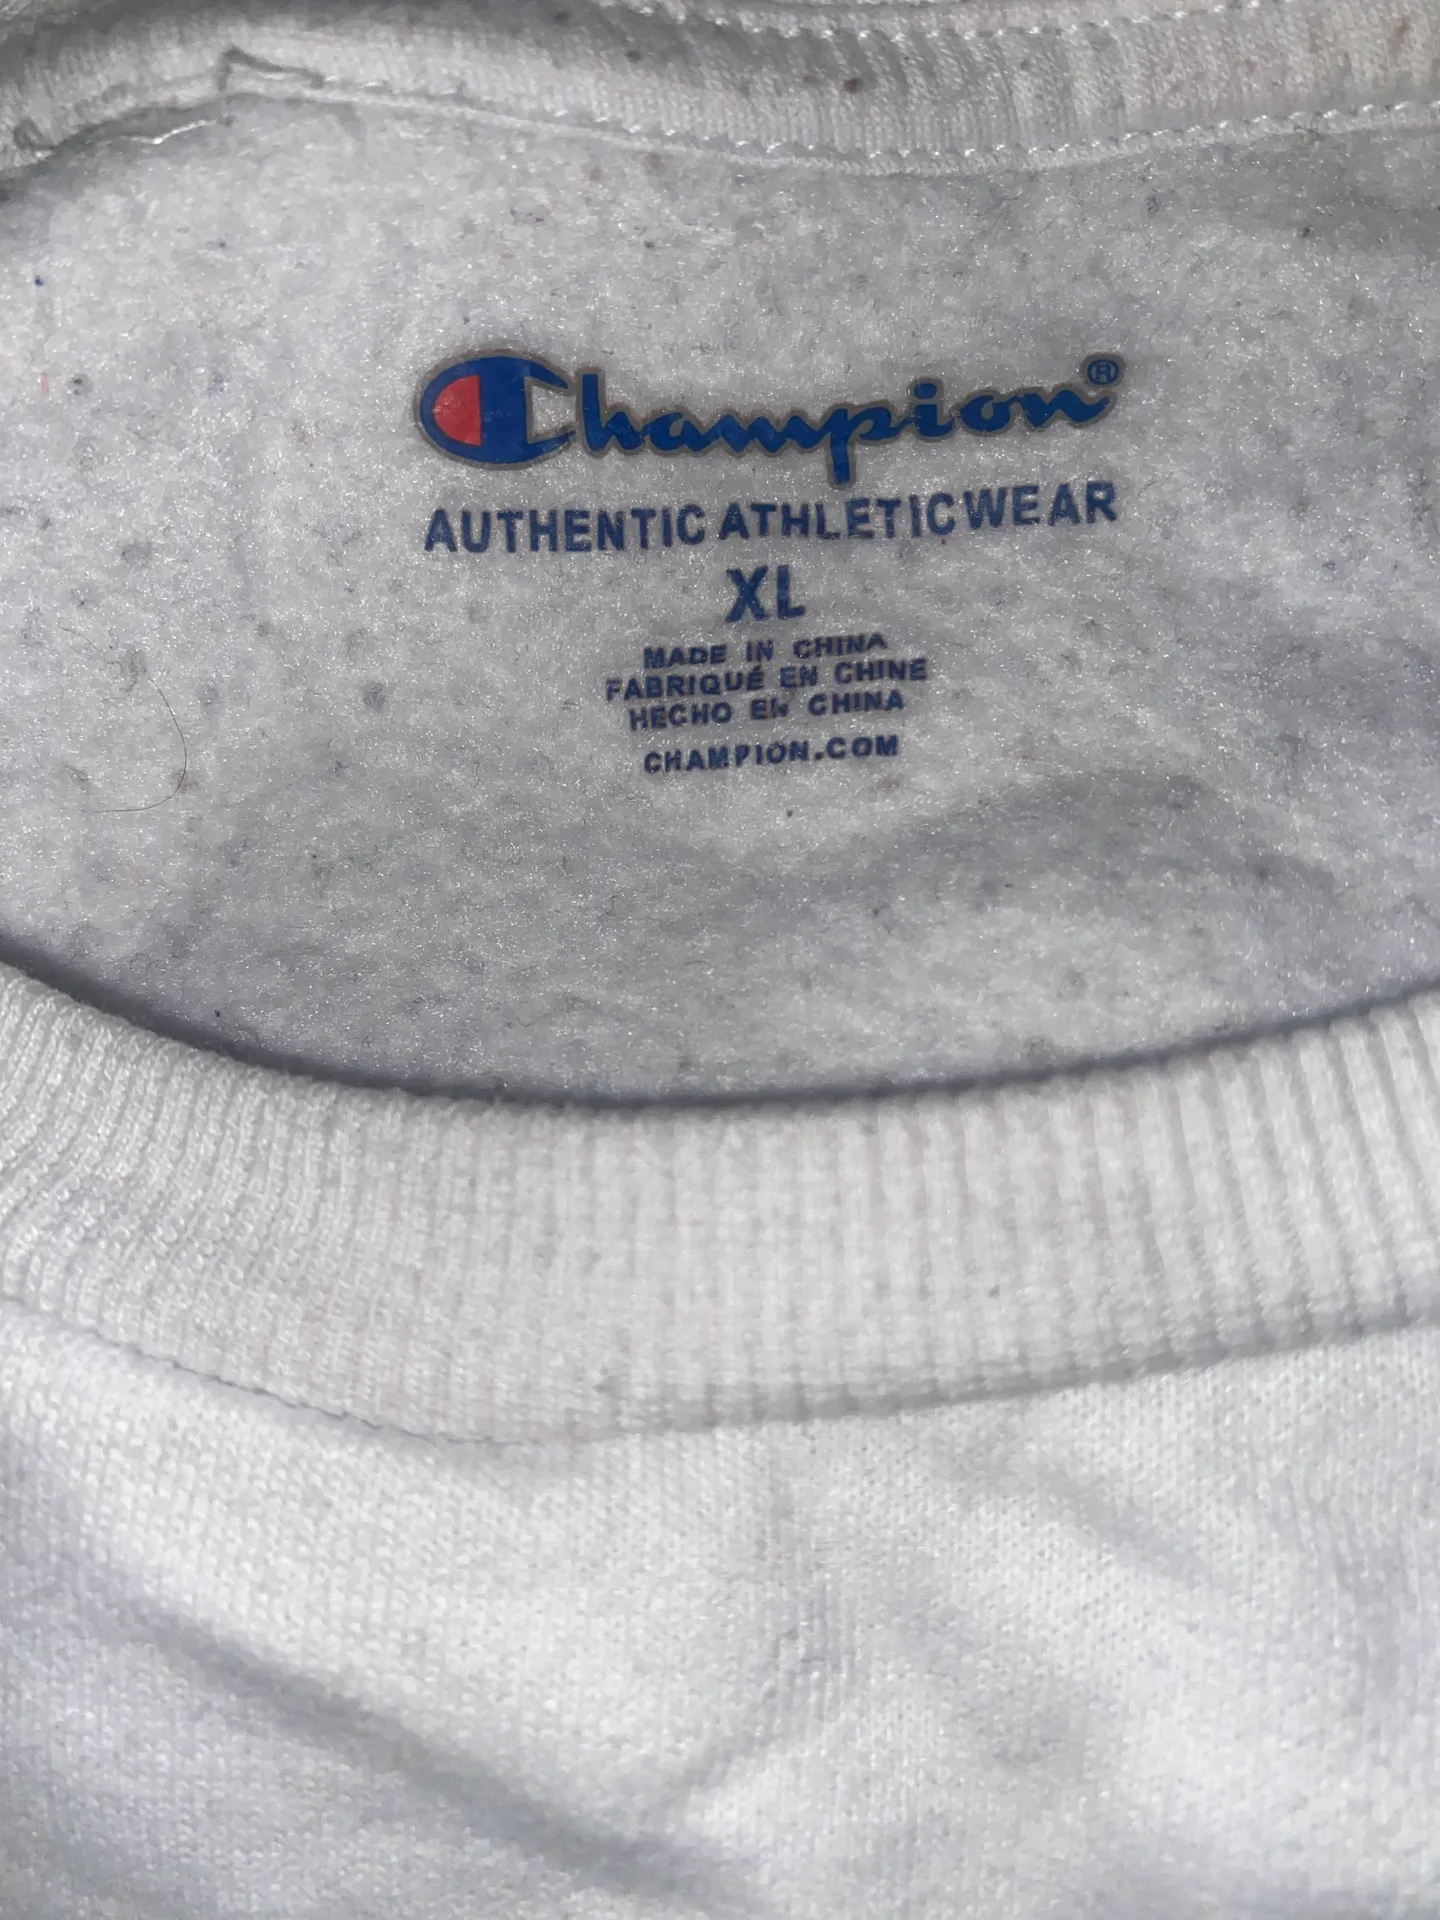 Champion®
AUTHENTIC ATHLETICWEAR
XL
MADE IN CHINA
FABRIQUÉ EN CHINE
HECHO EN CHINA
CHAMPION.COM